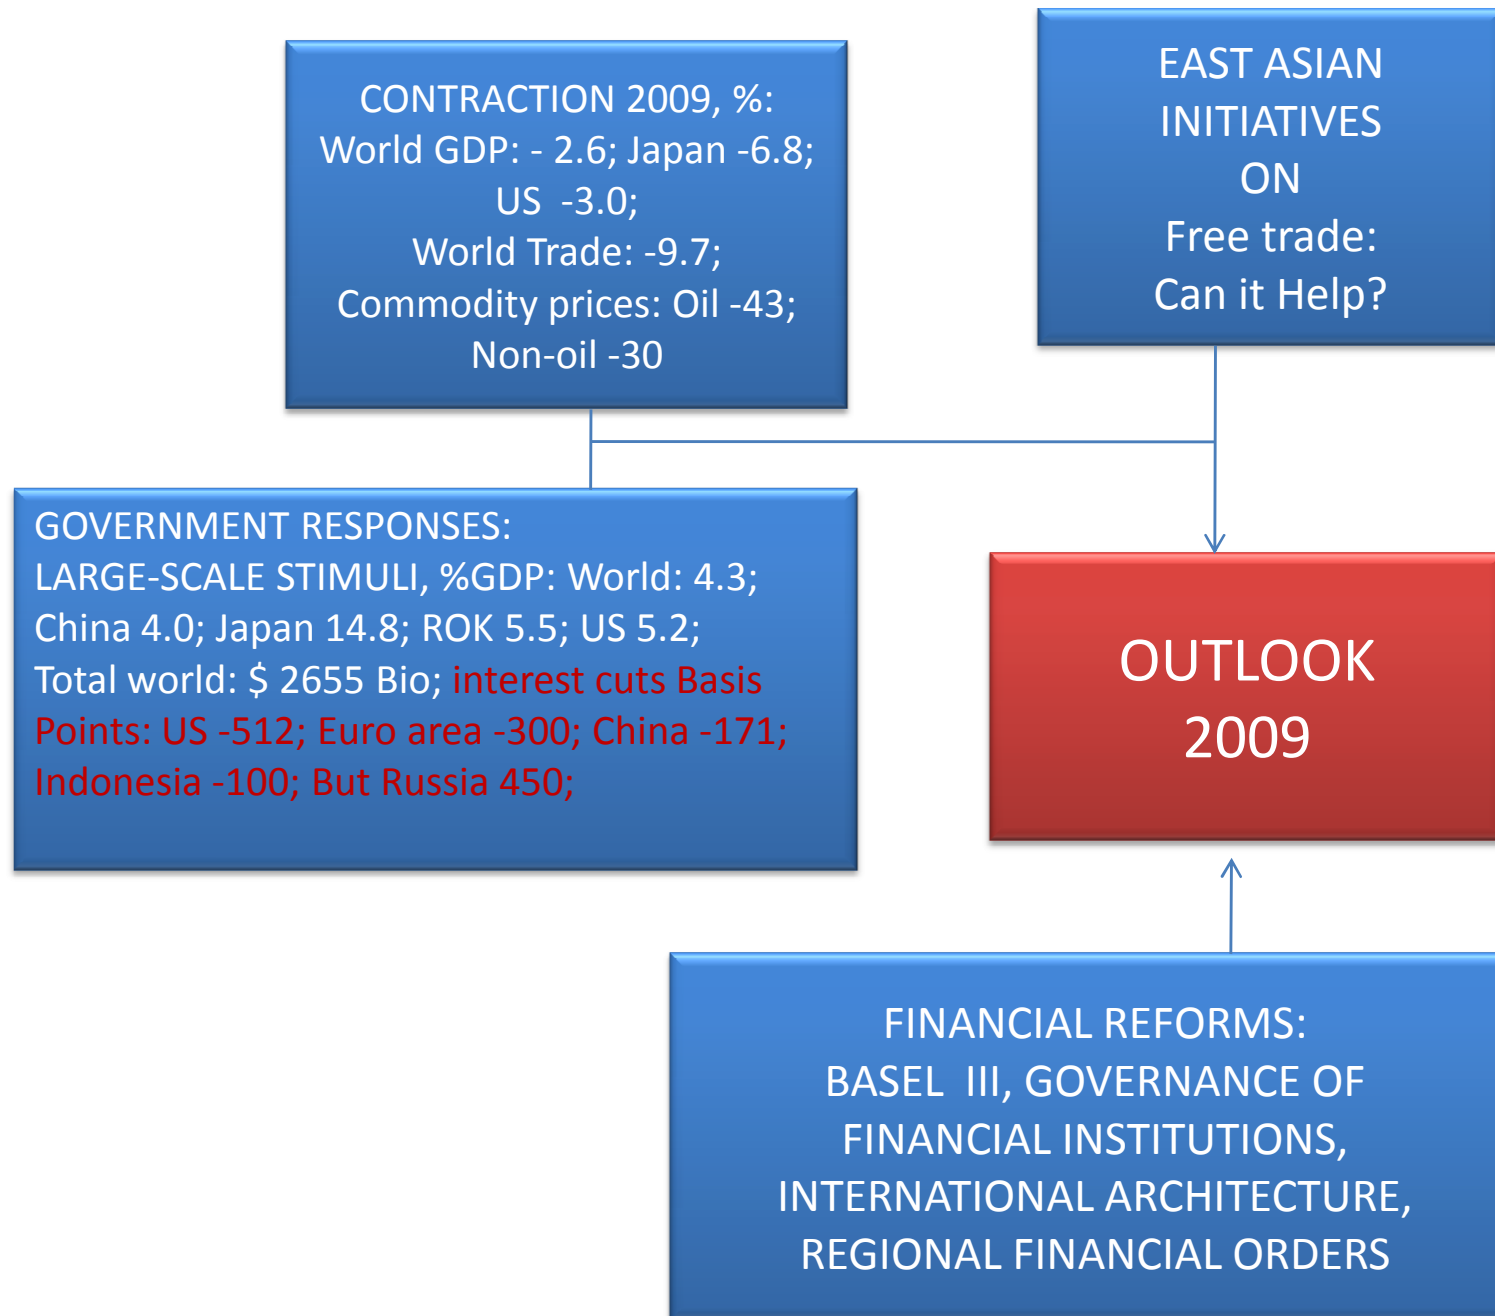 CONTRACTION 2009, %:
World GDP: - 2.6; Japan -6.8;
US -3.0;
World Trade: -9.7;
Commodity prices: Oil -43;
Non-oil -30
EAST ASIAN
INITIATIVES
ON
Free trade:
Can it Help?
GOVERNMENT RESPONSES:
LARGE-SCALE STIMULI, %GDP: World: 4.3;
China 4.0; Japan 14.8; ROK 5.5; US 5.2;
Total world: $ 2655 Bio; interest cuts Basis
Points: US -512; Euro area -300; China -171;
Indonesia -100; But Russia 450;
OUTLOOK
2009
FINANCIAL REFORMS:
BASEL III, GOVERNANCE OF
FINANCIAL INSTITUTIONS,
INTERNATIONAL ARCHITECTURE,
REGIONAL FINANCIAL ORDERS